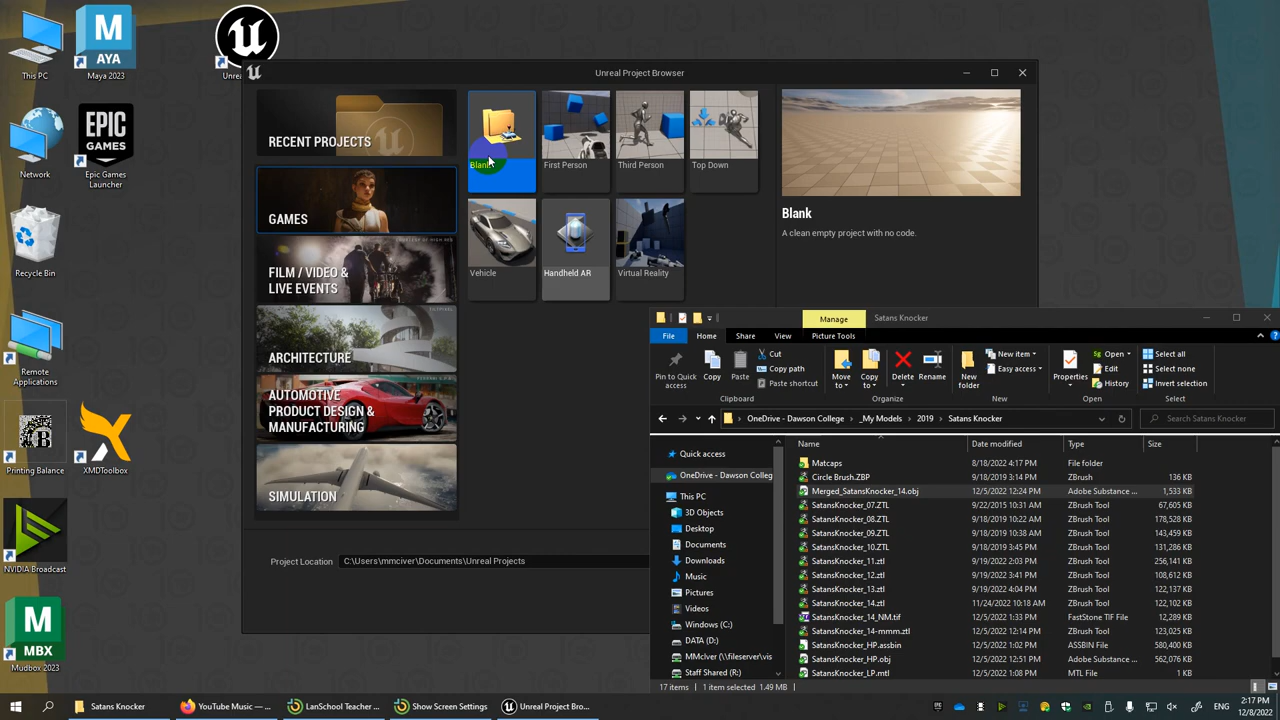 This PC
M
AYA
Maya 2023
Network
EPIC
GAMES
Epic Games
Launcher
Recycle Bin
Remote
Applications
Printing Balance
XMDToolbox
NVIDIA Broadcast
M
MBX
Mudbox 2023
Unreal Project Browser
RECENT PROJECTS
GAMES
FILM / VIDEO &
LIVE EVENTS
ARCHITECTURE
AUTOMOTIVE
PRODUCT DESIGN &
MANUFACTURING
SIMULATION
Blank
First Person
Third Person
Top Down
Vehicle
Handheld AR
Virtual Reality
Blank
A clean empty project with no code.
Project Location
C:\Users\mmciver\Documents\Unreal Projects
Manage
Satans Knocker
File
Home
Share
View
Picture Tools
Pin to Quick
access
Copy
Paste
Cut
Copy path
Paste shortcut
Clipboard
Move
to
Copy
to
Delete
Rename
Organize
New
folder
New item
Easy access
New
Properties
Open
Edit
History
Open
Select all
Select none
Invert selection
Select
OneDrive - Dawson College
_My Models
2019
Satans Knocker
Search Satans Knocker
Quick access
OneDrive - Dawson Colleg
This PC
3D Objects
Desktop
Documents
Downloads
Music
Pictures
Videos
Windows (C:)
DATA (D:)
MMcIver (\\fileserver\vis
Staff Shared (R:)
Name Date modified Type Size
Matcaps 8/18/2022 4:17 PM File folder
Circle Brush.ZBP 9/18/2019 3:14 PM ZBrush 136 KB
Merged_SatansKnocker_14.obj 12/5/2022 12:24 PM Adobe Substance ... 1,533 KB
SatansKnocker_07.ZTL 9/22/2015 10:31 AM ZBrush Tool 67,605 KB
SatansKnocker_08.ZTL 9/18/2019 10:22 AM ZBrush Tool 178,528 KB
SatansKnocker_09.ZTL 9/18/2019 2:40 PM ZBrush Tool 143,459 KB
SatansKnocker_10.ZTL 9/18/2019 3:45 PM ZBrush Tool 131,286 KB
SatansKnocker_11.ztl 9/19/2022 2:03 PM ZBrush Tool 256,141 KB
SatansKnocker_12.ztl 9/19/2022 3:41 PM ZBrush Tool 108,612 KB
SatansKnocker_13.ztl 9/19/2022 4:04 PM ZBrush Tool 122,137 KB
SatansKnocker_14.ztl 11/24/2022 10:18 AM ZBrush Tool 122,102 KB
SatansKnocker_14_NM.tif 12/5/2022 1:33 PM FastStone TIF File 12,289 KB
SatansKnocker_14-mmm.ztl 12/5/2022 12:14 PM ZBrush Tool 123,025 KB
SatansKnocker_HP.assbin 12/5/2022 1:02 PM ASSBIN File 580,400 KB
SatansKnocker_HP.obj 12/5/2022 12:51 PM Adobe Substance ... 562,076 KB
SatansKnocker_LP.mtl 12/5/2022 1:08 PM MTL File 1 KB
17 items
1 item selected 1.49 MB
Satans Knocker
YouTube Music — ...
LanSchool Teacher ...
Show Screen Settings
Unreal Project Bro...
ENG
2:17 PM
12/8/2022